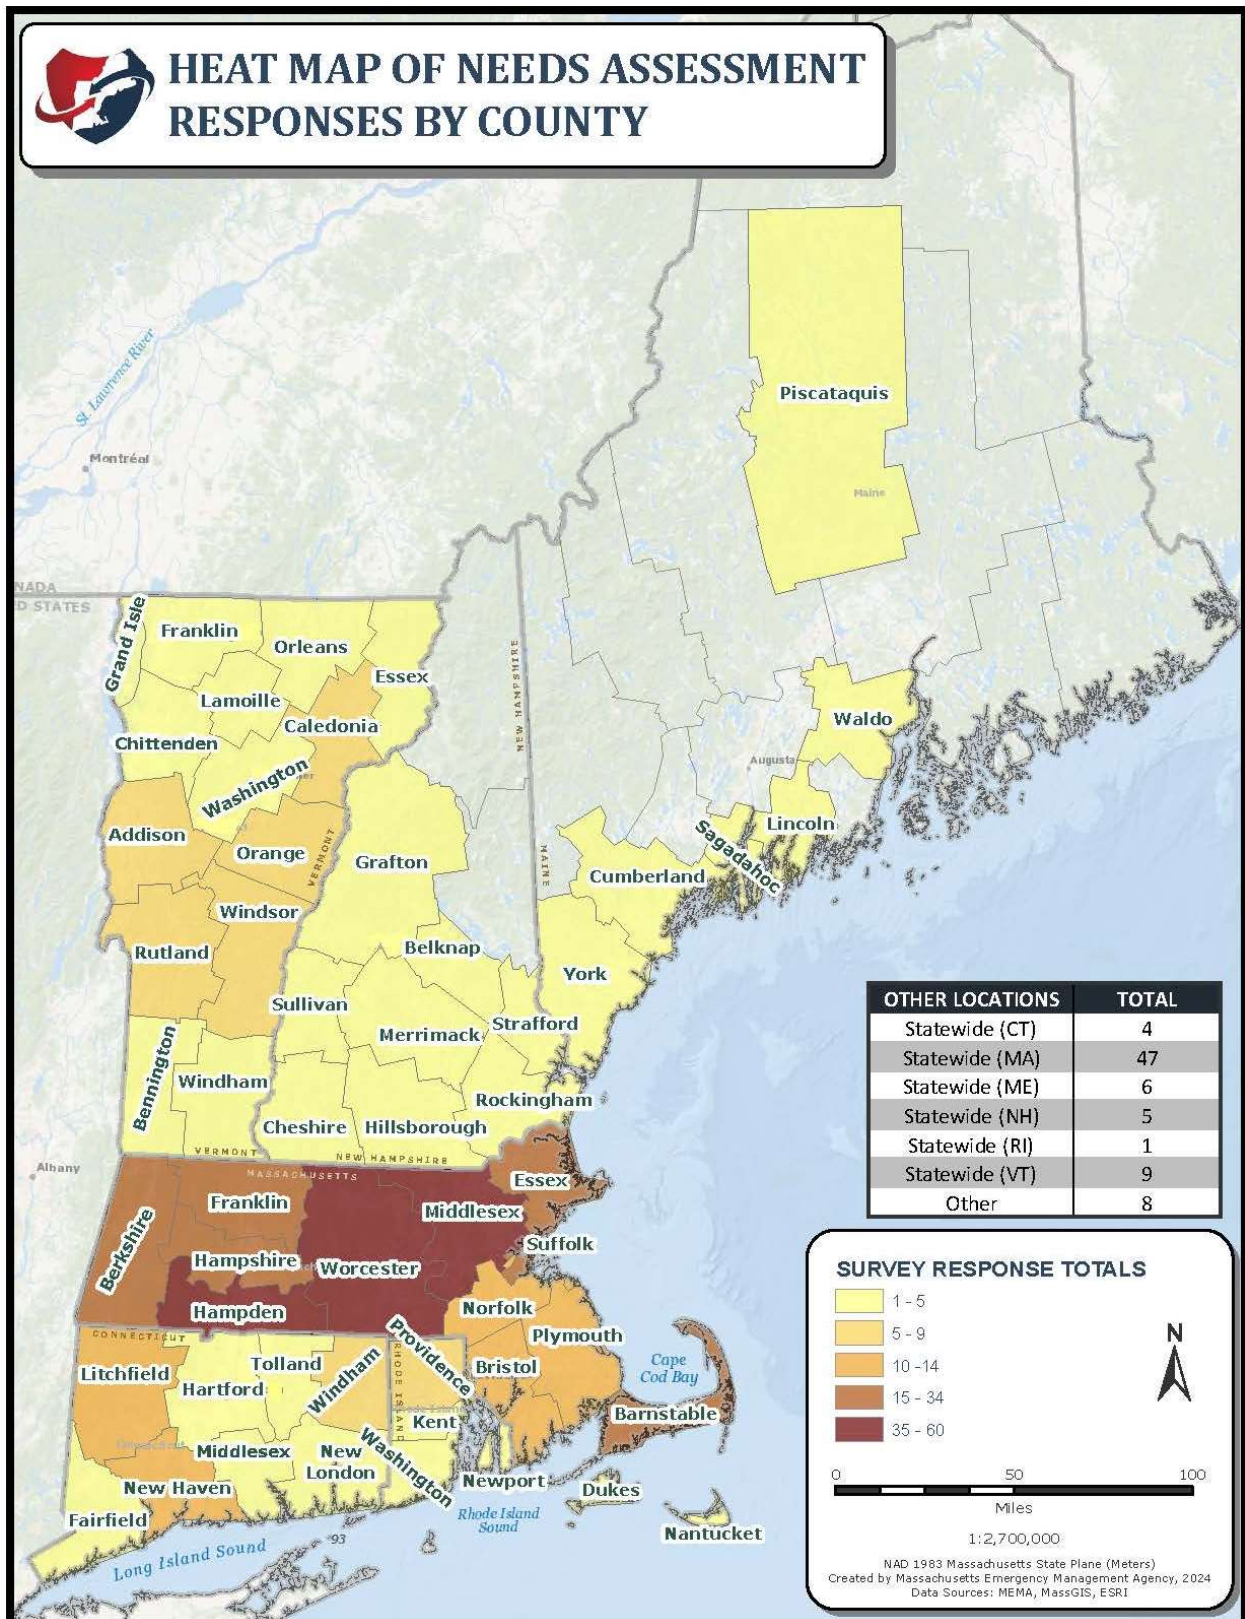 HEAT MAP OF NEEDS ASSESSMENT
RESPONSES BY COUNTY
St. Lawrence River
Montréal
Piscataquis
Maine
NADA
D STATES
Grand Isle
Franklin
Orleans
Essex
Lamoille
Caledonia
Chittenden
Washington
NEW HAMPSHIRE
Waldo
Augusta
Addison
Orange
VERMONT
Grafton
MAINE
Sagadahoc
Lincoln
Cumberland
Windsor
Rutland
Belknap
York
Sullivan
Merrimack
Strafford
Bennington
Windham
Rockingham
Cheshire
Hillsborough
VERMONT
NEW HAMPSHIRE
Albany
MASSACHUSETTS
Essex
Franklin
Middlesex
Berkshire
Suffolk
Hampshire
Worcester
Hampden
Norfolk
Plymouth
CONNECTICUT
Litchfield
Tolland
Hartford
Windham
RHODE ISLAND
Providence
Bristol
Cape
Cod Bay
Kent
Barnstable
Middlesex
New
London
Washington
Newport
Dukes
New Haven
Fairfield
Rhode Island
Sound
Nantucket
Long Island Sound
93
OTHER LOCATIONS TOTAL
Statewide (CT) 4
Statewide (MA) 47
Statewide (ME) 6
Statewide (NH) 5
Statewide (RI) 1
Statewide (VT) 9
Other 8
SURVEY RESPONSE TOTALS
1 - 5
5 - 9
10 -14
15 - 34
35 - 60
N
0 50 100
Miles
1:2,700,000
NAD 1983 Massachusetts State Plane (Meters)
Created by Massachusetts Emergency Management Agency, 2024
Data Sources: MEMA, MassGIS, ESRI